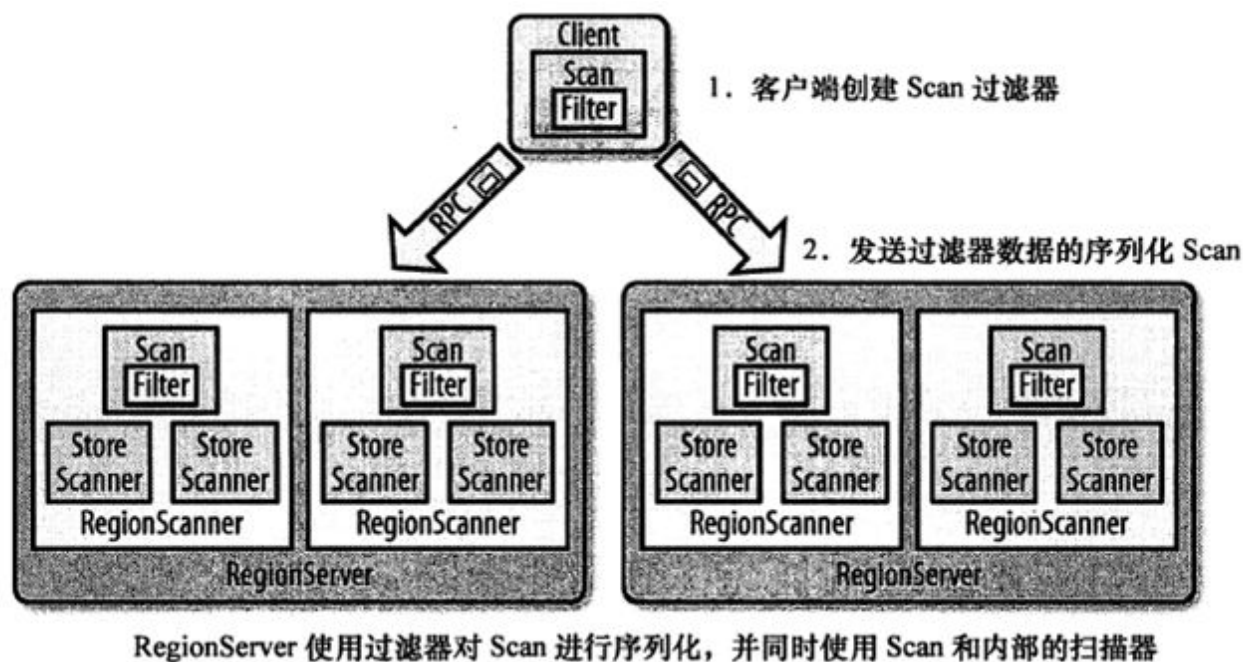 Client
Scan
Filter
1. 客户端创建 Scan 过滤器
RPC
RPC
2. 发送过滤器数据的序列化 Scan
Scan
Filter
Store
Scanner
Store
Scanner
RegionScanner
Scan
Filter
Store
Scanner
Store
Scanner
RegionScanner
RegionServer
Scan
Filter
Store
Scanner
Store
Scanner
RegionScanner
Scan
Filter
Store
Scanner
Store
Scanner
RegionScanner
RegionServer
RegionServer 使用过滤器对 Scan 进行序列化，并同时使用 Scan 和内部的扫描器